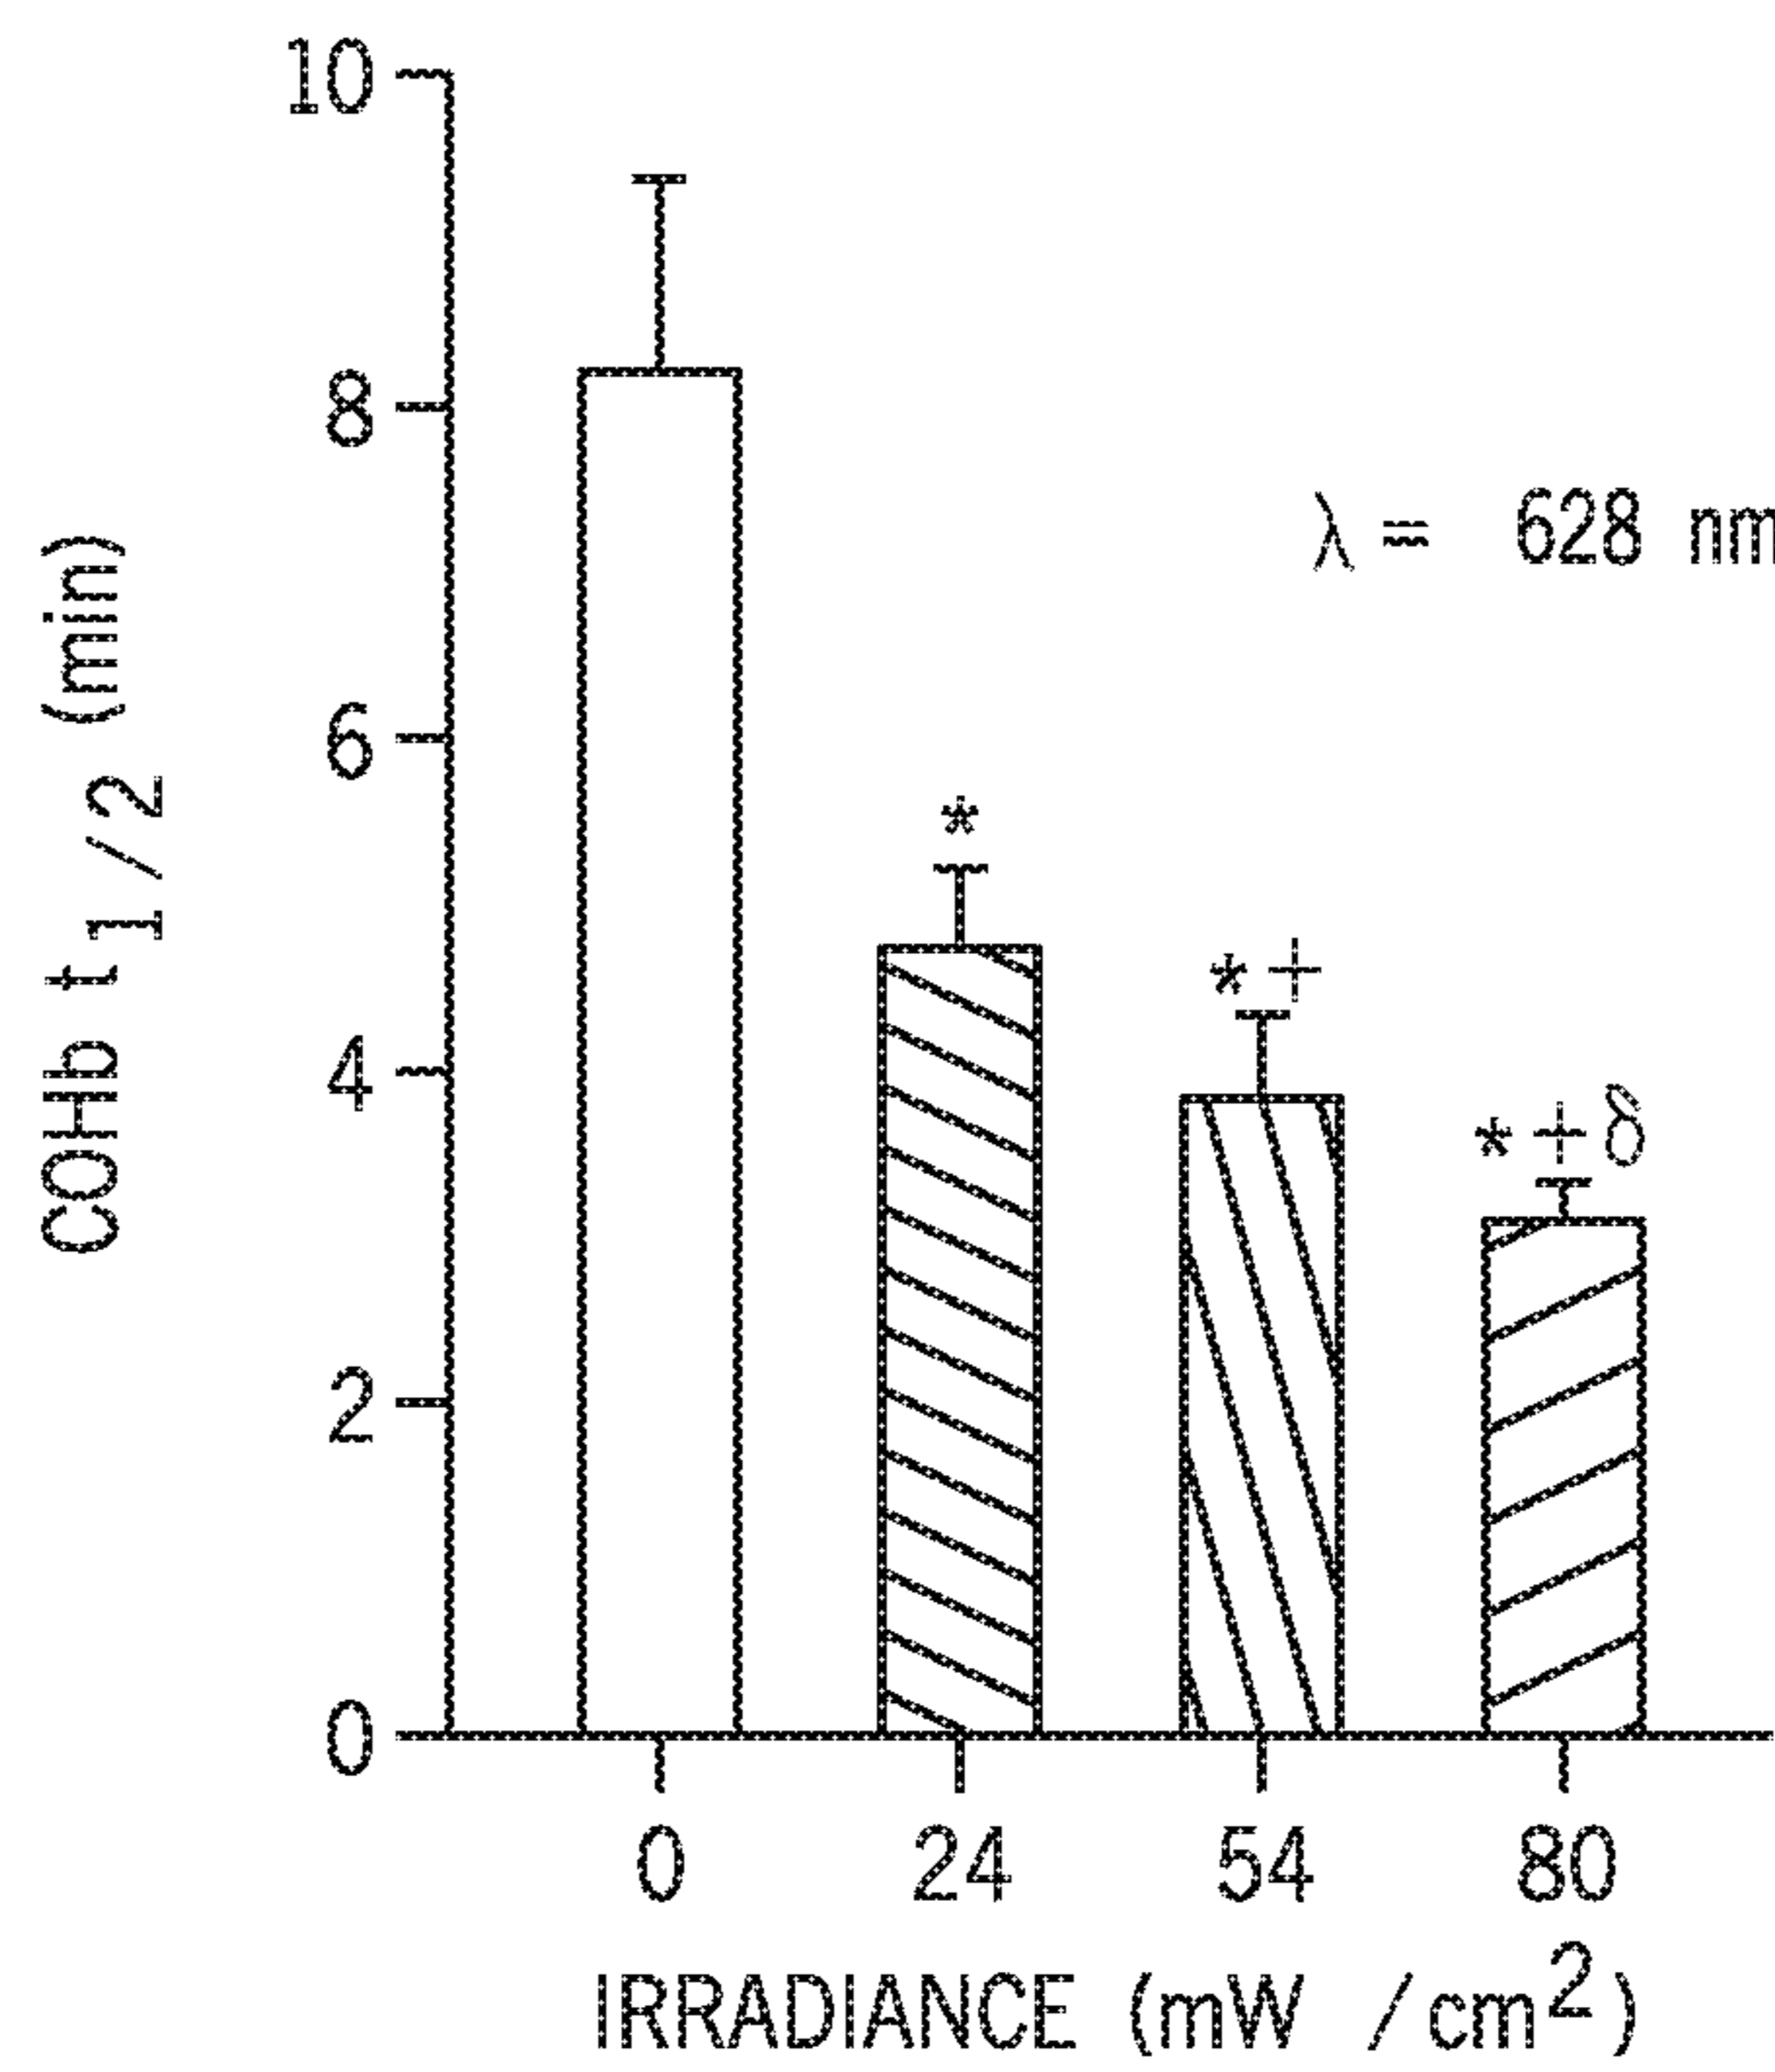 10
8
6
4
2
0
COHb t1/2 (min)
λ = 628 nm
*
*+
*+δ
0 24 54 80
IRRADIANCE (mW /cm²)